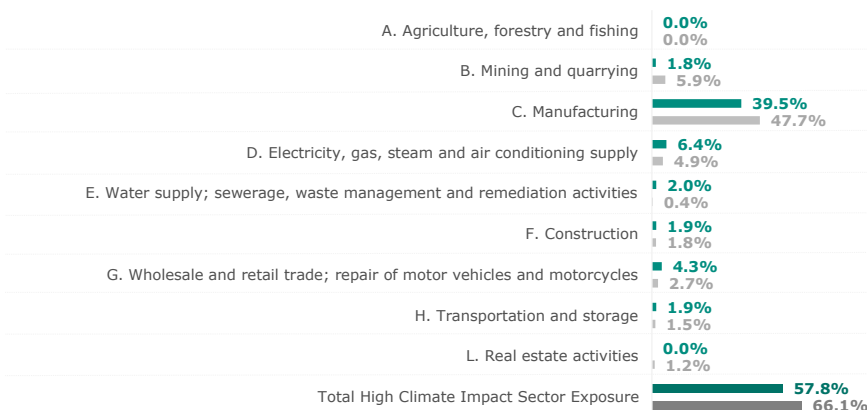 A. Agriculture, forestry and fishing
0.0%
0.0%
B. Mining and quarrying
1.8%
5.9%
C. Manufacturing
39.5%
47.7%
D. Electricity, gas, steam and air conditioning supply
6.4%
4.9%
E. Water supply; sewerage, waste management and remediation activities
2.0%
0.4%
F. Construction
1.9%
1.8%
G. Wholesale and retail trade; repair of motor vehicles and motorcycles
4.3%
2.7%
H. Transportation and storage
1.9%
1.5%
L. Real estate activities
0.0%
1.2%
Total High Climate Impact Sector Exposure
57.8%
66.1%